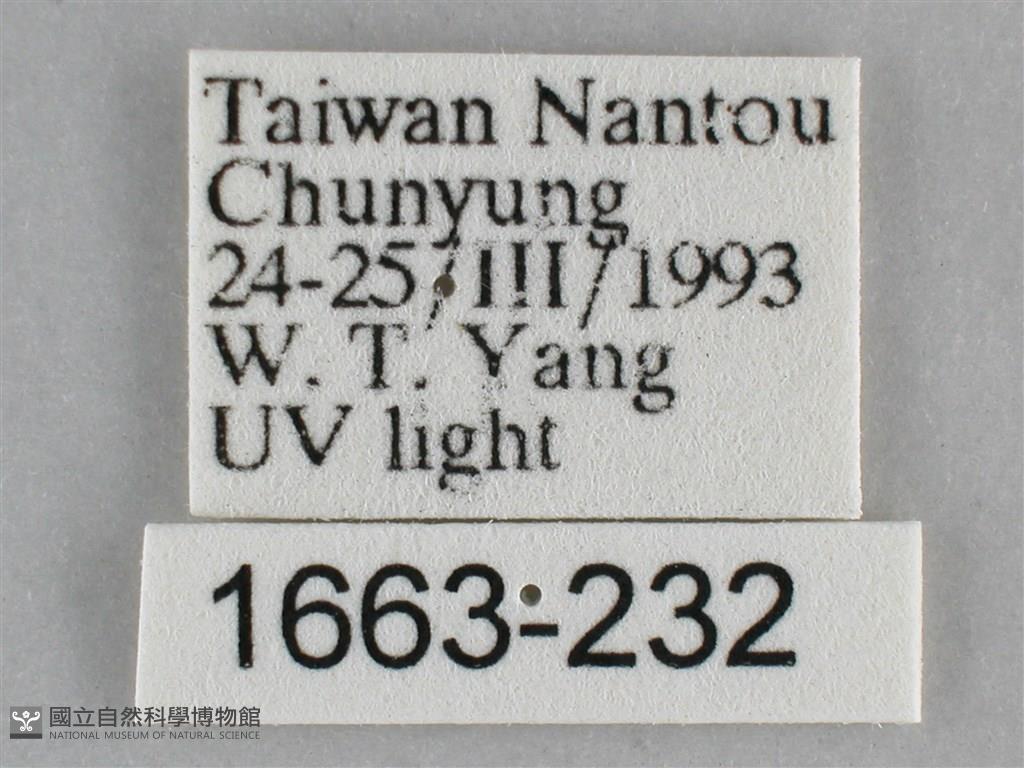 Taiwan Nantou
Chunyung
24-25/III/1993
W. T. Yang
UV light
1663-232
國立自然科學博物館
NATIONAL MUSEUM OF NATURAL SCIENCE